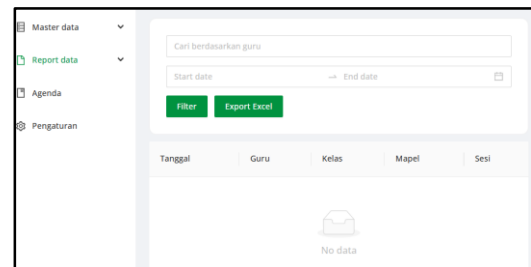 Master data
Report data
Agenda
Pengaturan
Cari berdasarkan guru
Start date End date
Filter Export Excel
Tanggal Guru Kelas Mapel Sesi
No data